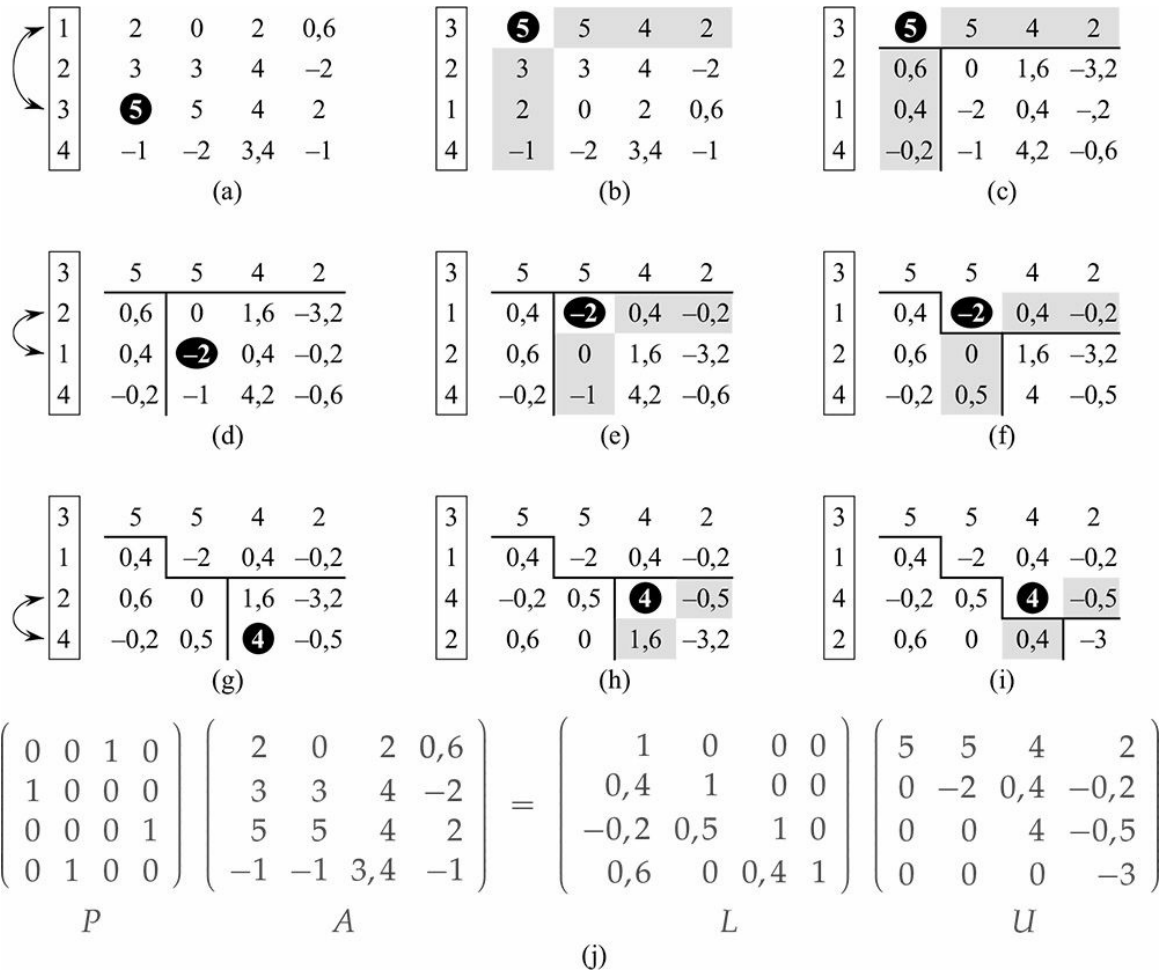 1 2 0 2 0,6 3 5 5 4 2 3 5 5 4 2
2 3 3 4 –2 2 3 3 4 –2 2 0,6 0 1,6 –3,2
3 5 5 4 2 1 2 0 2 0,6 1 0,4 –2 0,4 –,2
4 –1 –2 3,4 –1 4 –1 –2 3,4 –1 4 –0,2 –1 4,2 –0,6
(a) (b) (c)
3 5 5 4 2 3 5 5 4 2 3 5 5 4 2
2 0,6 0 1,6 –3,2 1 0,4 –2 0,4 –0,2 1 0,4 –2 0,4 –0,2
1 0,4 –2 0,4 –0,2 2 0,6 0 1,6 –3,2 2 0,6 0 1,6 –3,2
4 –0,2 –1 4,2 –0,6 4 –0,2 –1 4,2 –0,6 4 –0,2 0,5 4 –0,5
(d) (e) (f)
3 5 5 4 2 3 5 5 4 2 3 5 5 4 2
1 0,4 –2 0,4 –0,2 1 0,4 –2 0,4 –0,2 1 0,4 –2 0,4 –0,2
2 0,6 0 1,6 –3,2 4 –0,2 0,5 4 –0,5 4 –0,2 0,5 4 –0,5
4 –0,2 0,5 4 –0,5 2 0,6 0 1,6 –3,2 2 0,6 0 0,4 –3
(g) (h) (i)
0 0 1 0 2 0 2 0,6 1 0 0 0 5 5 4 2
1 0 0 0 3 3 4 −2 0,4 1 0 0 0 −2 0,4 −0,2
0 0 0 1 5 5 4 2 = −0,2 0,5 1 0 0 0 4 −0,5
0 1 0 0 −1 −1 3,4 −1 0,6 0 0,4 1 0 0 0 −3
P A L U
(j)